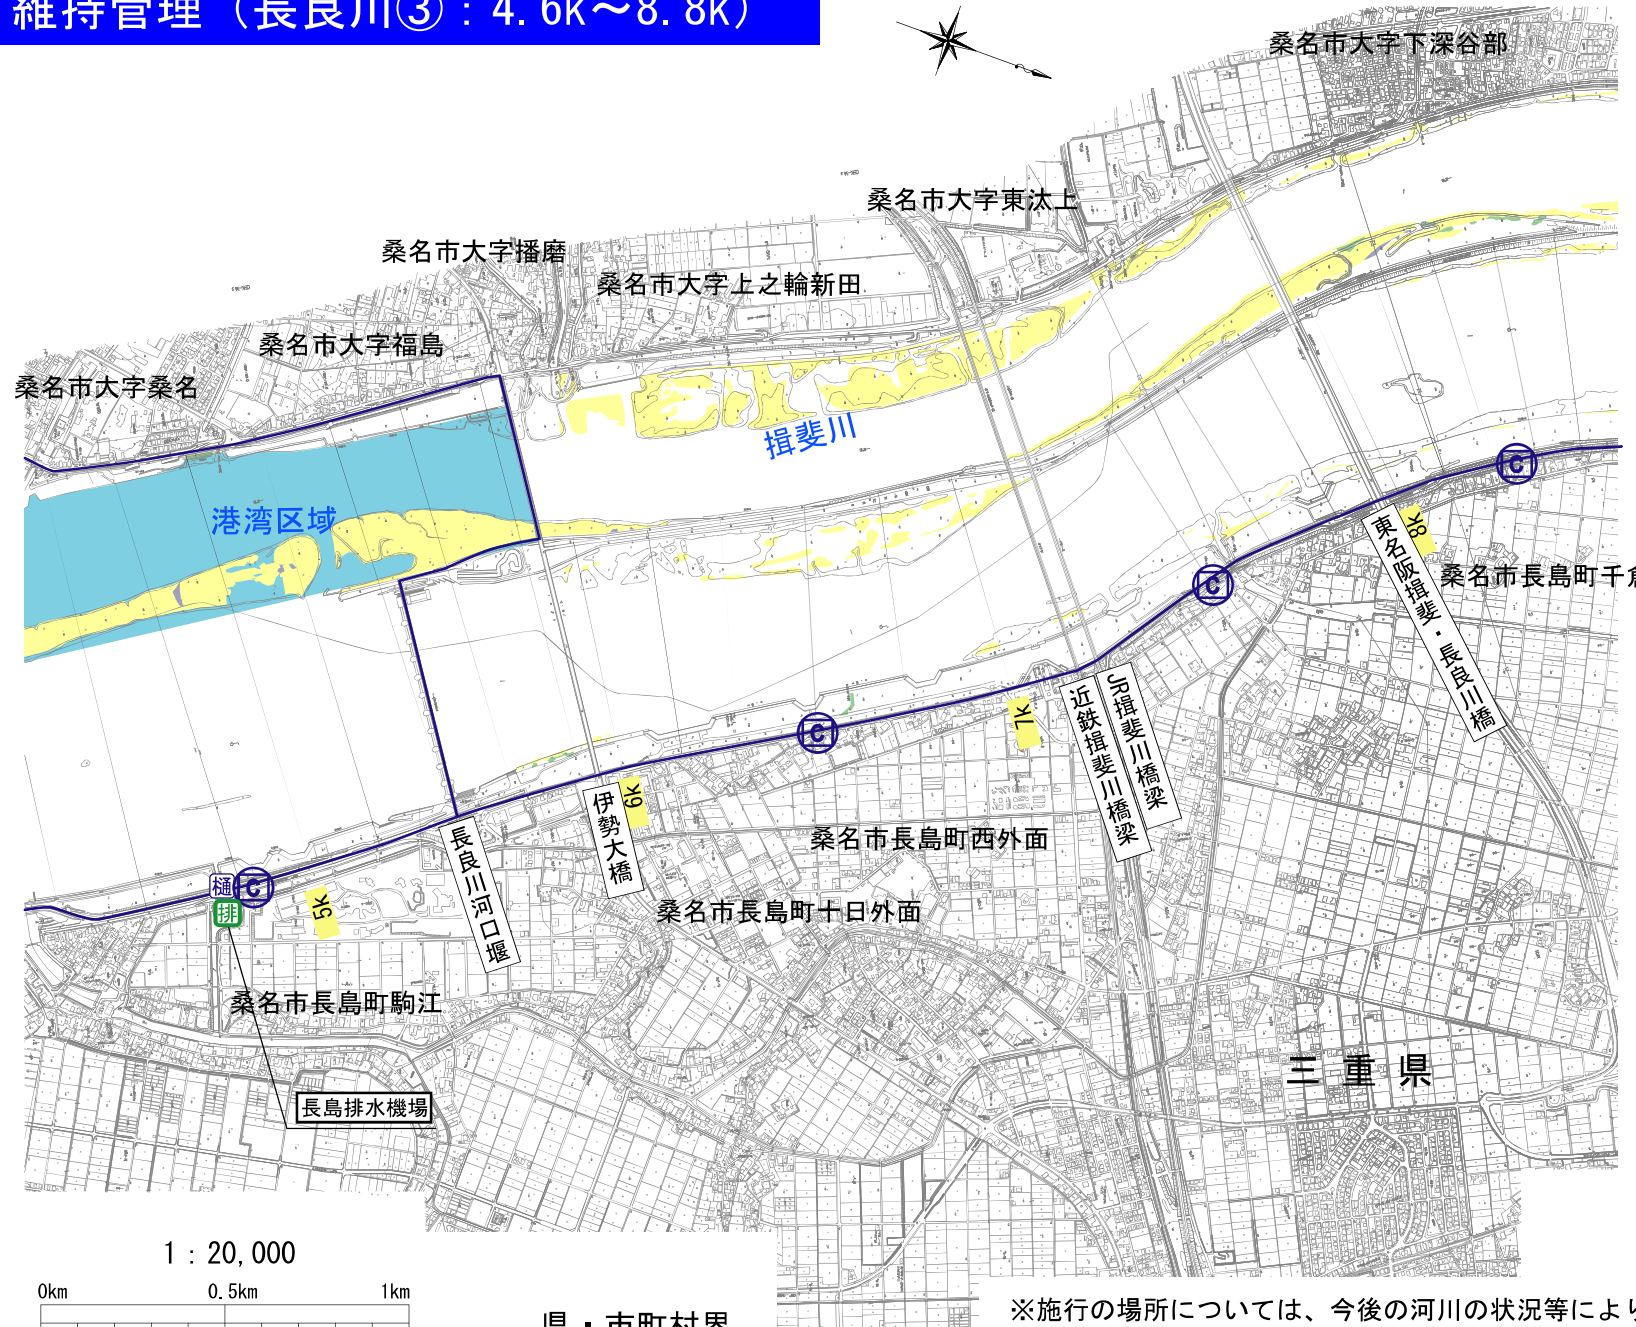 維持管理（長良川③：4.6K～8.8K）
桑名市大字下深谷部
桑名市大字東汰上
桑名市大字播磨
桑名市大字上之輪新田
桑名市大字福島
桑名市大字桑名
揖斐川
港湾区域
C
8K
東名阪揖斐・長良川橋
桑名市長島町千倉
C
7K
近鉄揖斐川橋梁
JR揖斐川橋梁
C
6K
伊勢大橋
桑名市長島町西外面
長良川河口堰
樋
C
排
5K
桑名市長島町十日外面
桑名市長島町駒江
三重県
長島排水機場
1：20,000
0km 0.5km 1km
県・市町村界
※施行の場所については、今後の河川の状況等により